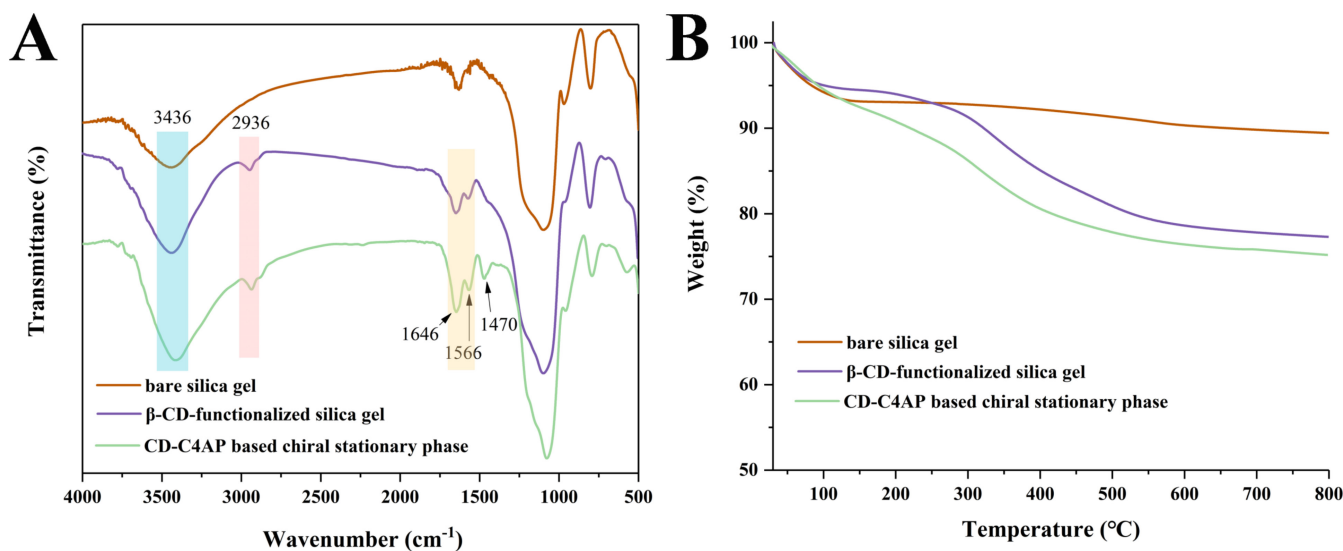 A
3436
2936
1646
1566
1470
bare silica gel
β-CD-functionalized silica gel
CD-C4AP based chiral stationary phase
Transmittance (%)
4000 3500 3000 2500 2000 1500 1000 500
Wavenumber (cm⁻¹)
B
100
90
80
70
60
50
bare silica gel
β-CD-functionalized silica gel
CD-C4AP based chiral stationary phase
Weight (%)
100 200 300 400 500 600 700 800
Temperature (°C)